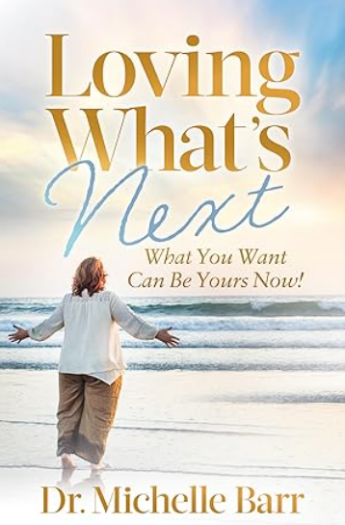 Loving
What's
Next
What You Want
Can Be Yours Now!
Dr. Michelle Barr